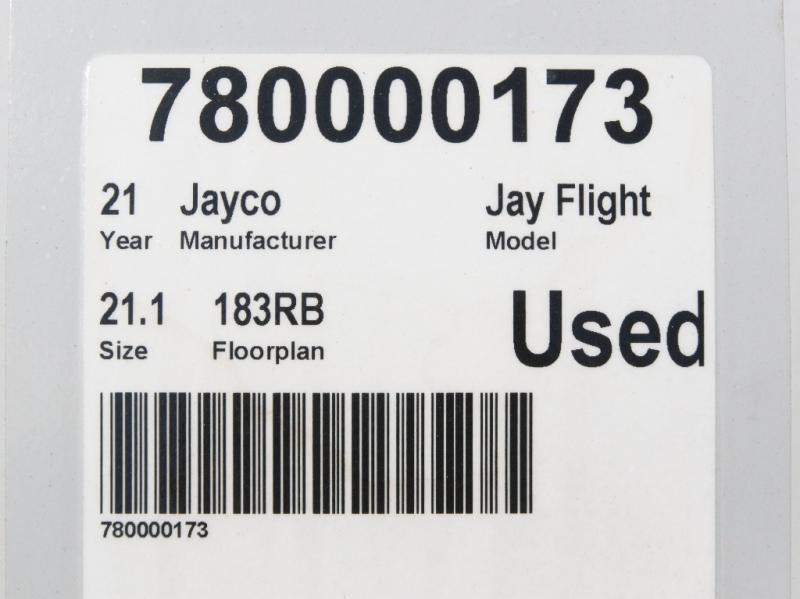 780000173
21 Jayco Jay Flight
Year Manufacturer Model
21.1 183RB Used
Size Floorplan
780000173